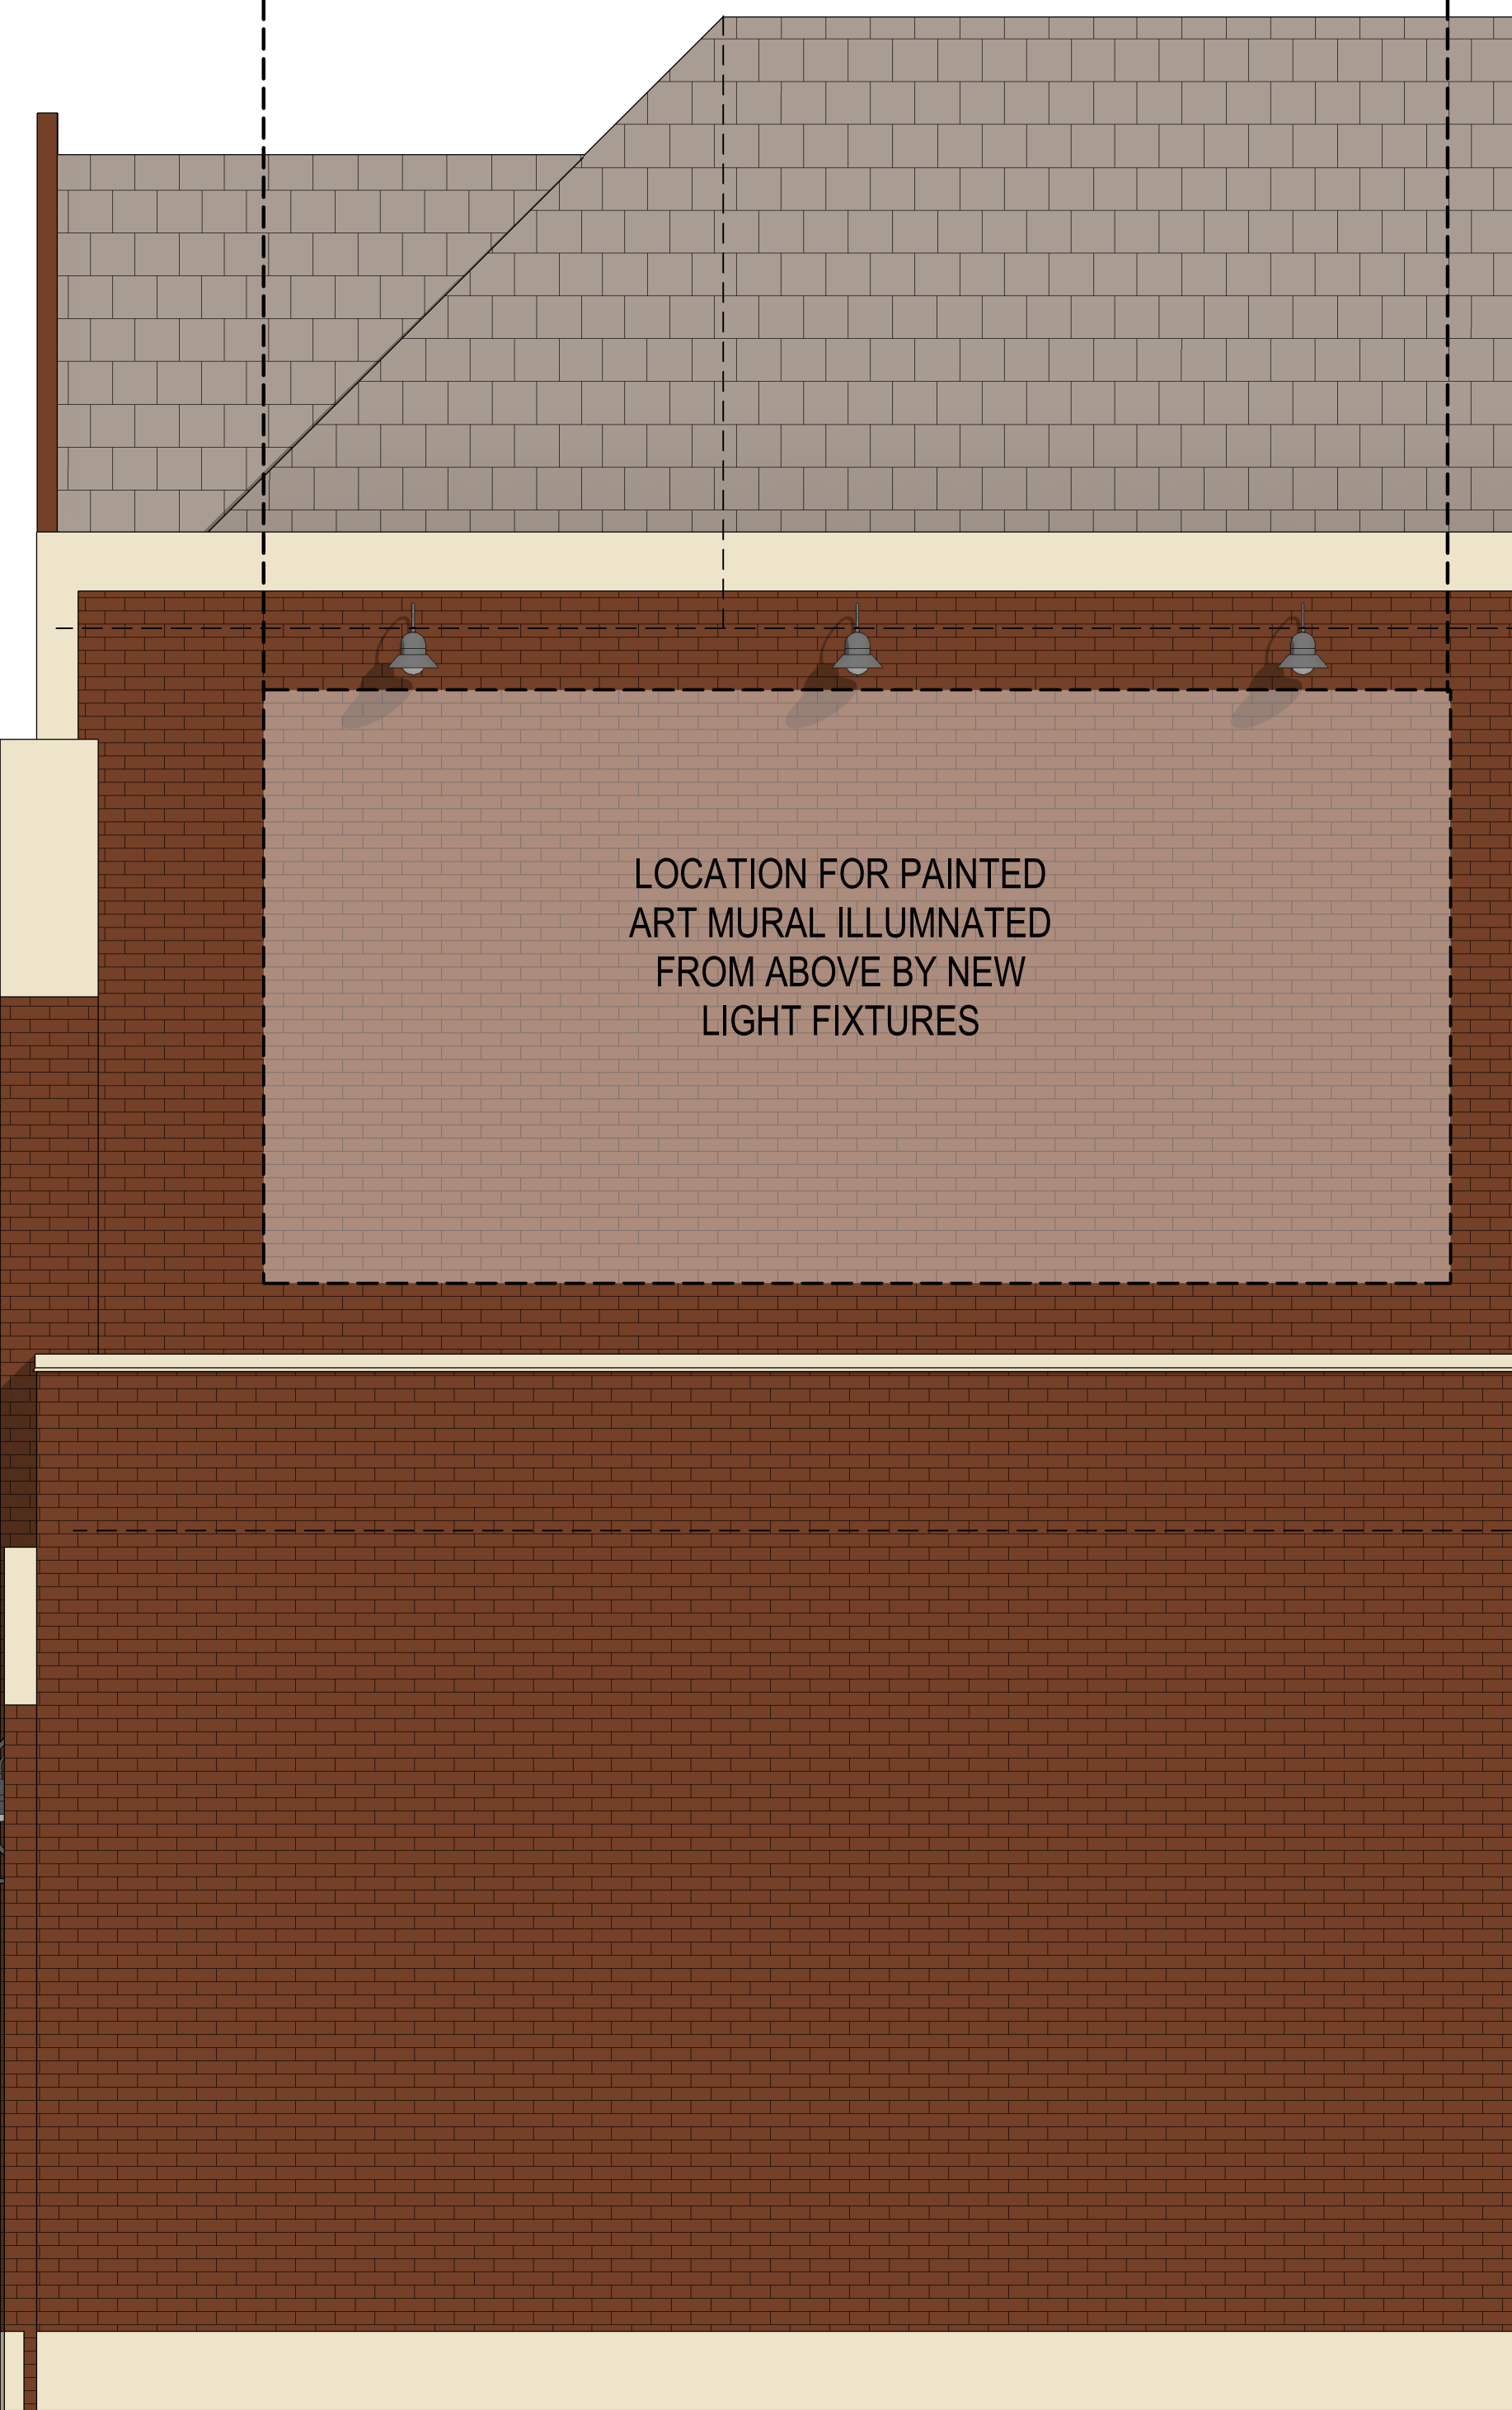 LOCATION FOR PAINTED
ART MURAL ILLUMNATED
FROM ABOVE BY NEW
LIGHT FIXTURES